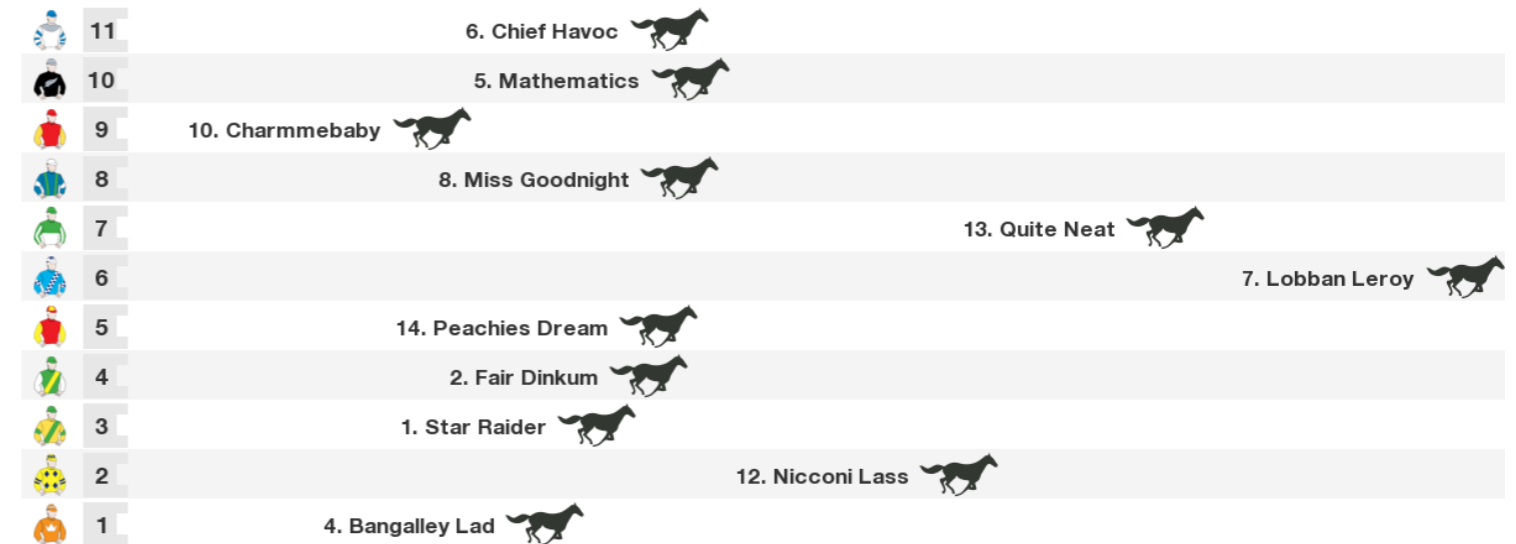 11 6. Chief Havoc
10 5. Mathematics
9 10. Charmmebaby
8 8. Miss Goodnight
7 13. Quite Neat
6 7. Lobban Leroy
5 14. Peachies Dream
4 2. Fair Dinkum
3 1. Star Raider
2 12. Nicconi Lass
1 4. Bangalley Lad